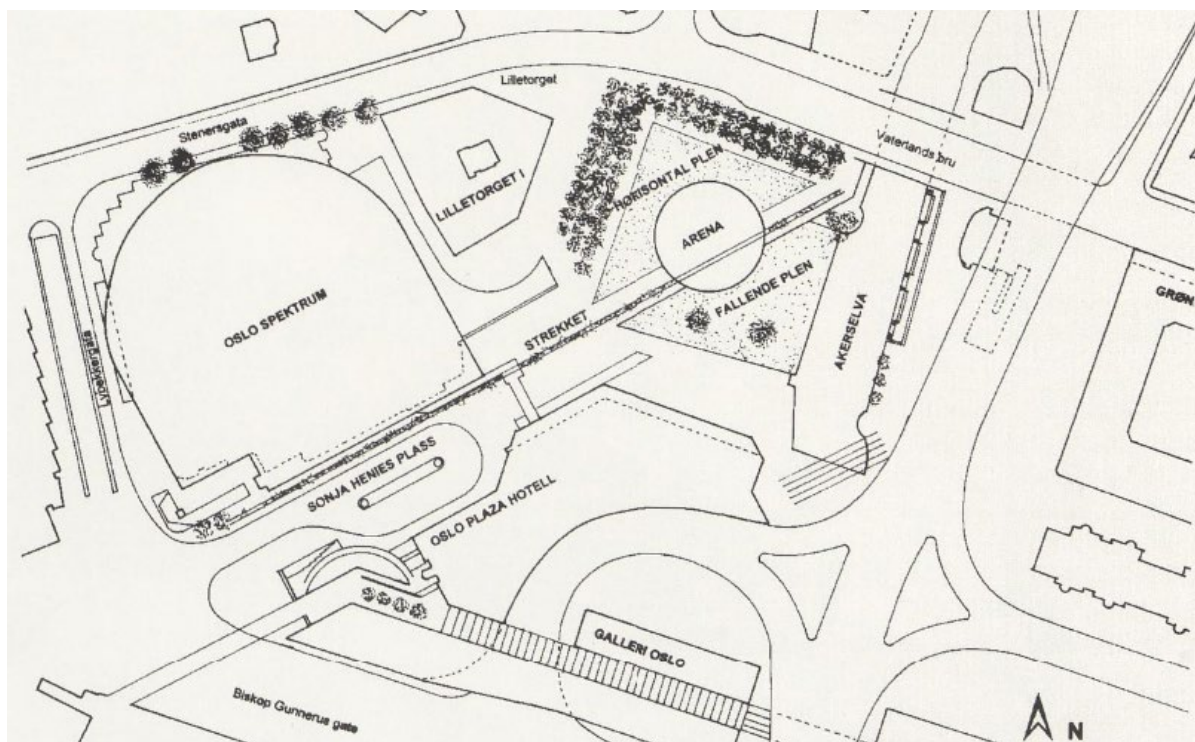 Lilletorget
Stenersgata
Vaterlands bru
LILLETORGET I
HORISONTAL PLEN
ARENA
FALLENDE PLEN
GRØN
OSLO SPEKTRUM
STREKKET
AKERSELVA
SONJA HENIES PLASS
OSLO PLAZA HOTELL
GALLERI OSLO
Biskop Gunnerus gate
N